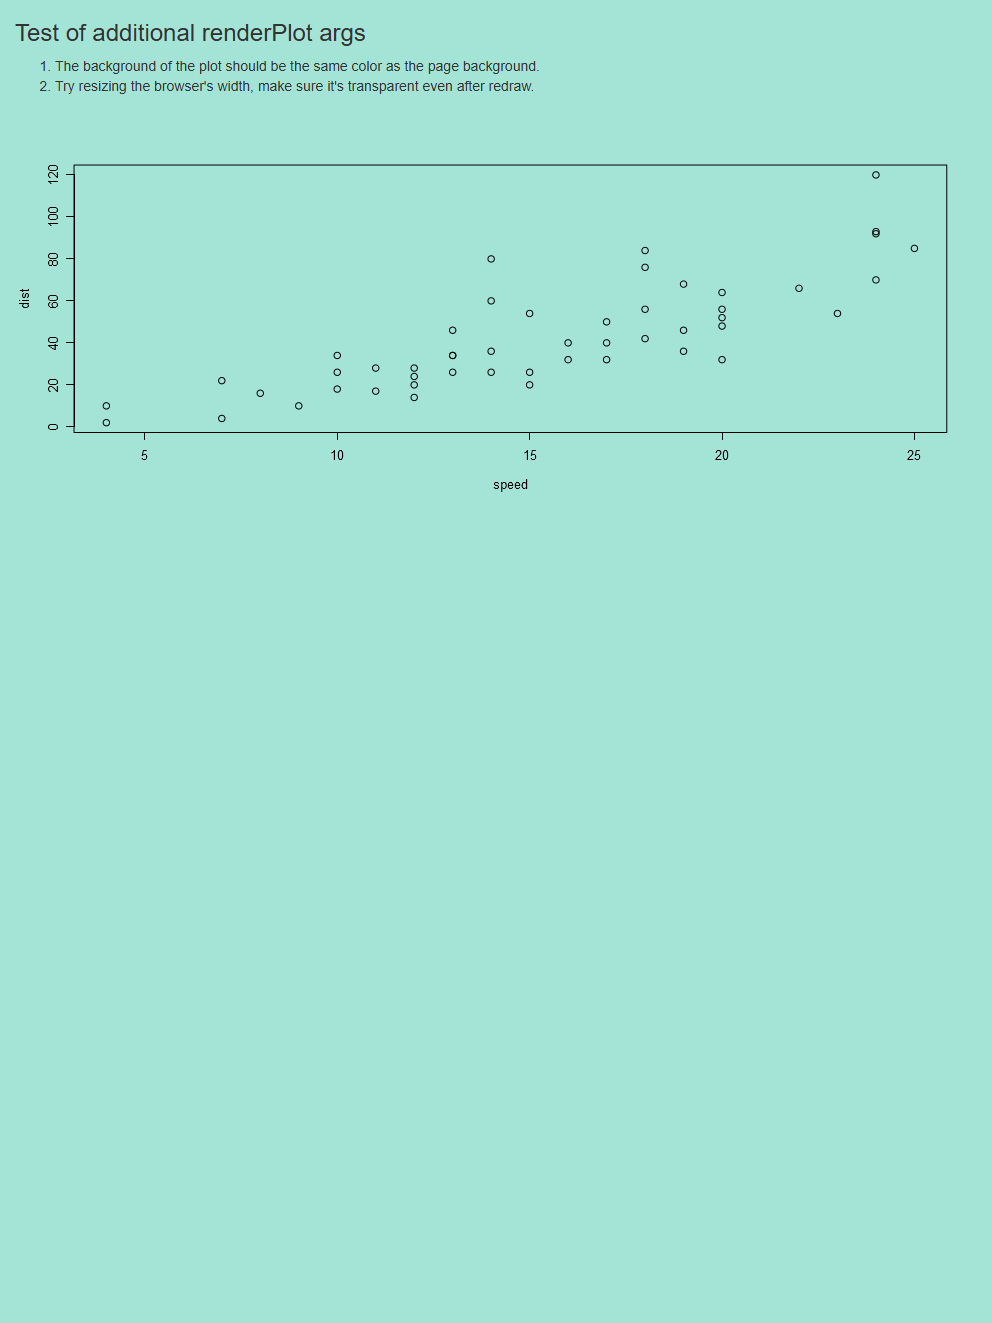 Test of additional renderPlot args
1. The background of the plot should be the same color as the page background.
2. Try resizing the browser's width, make sure it's transparent even after redraw.
120
100
80
60
40
20
0
dist
5 10 15 20 25
speed